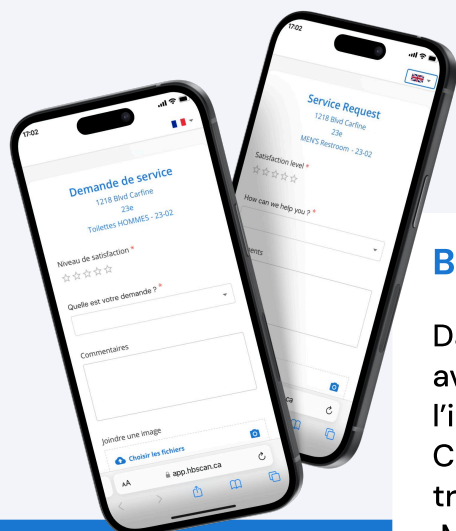 17:02
Demande de service
1218 Blvd Carfine
23e
Toilettes HOMMES - 23-02
Niveau de satisfaction *
Quelle est votre demande ? *
Commentaires
Joindre une image
Choisir les fichiers
AA
app.hbscan.ca
17:02
Service Request
1218 Blvd Carfine
23e
MEN'S Restroom - 23-02
Satisfaction level *
How can we help you ? *
B